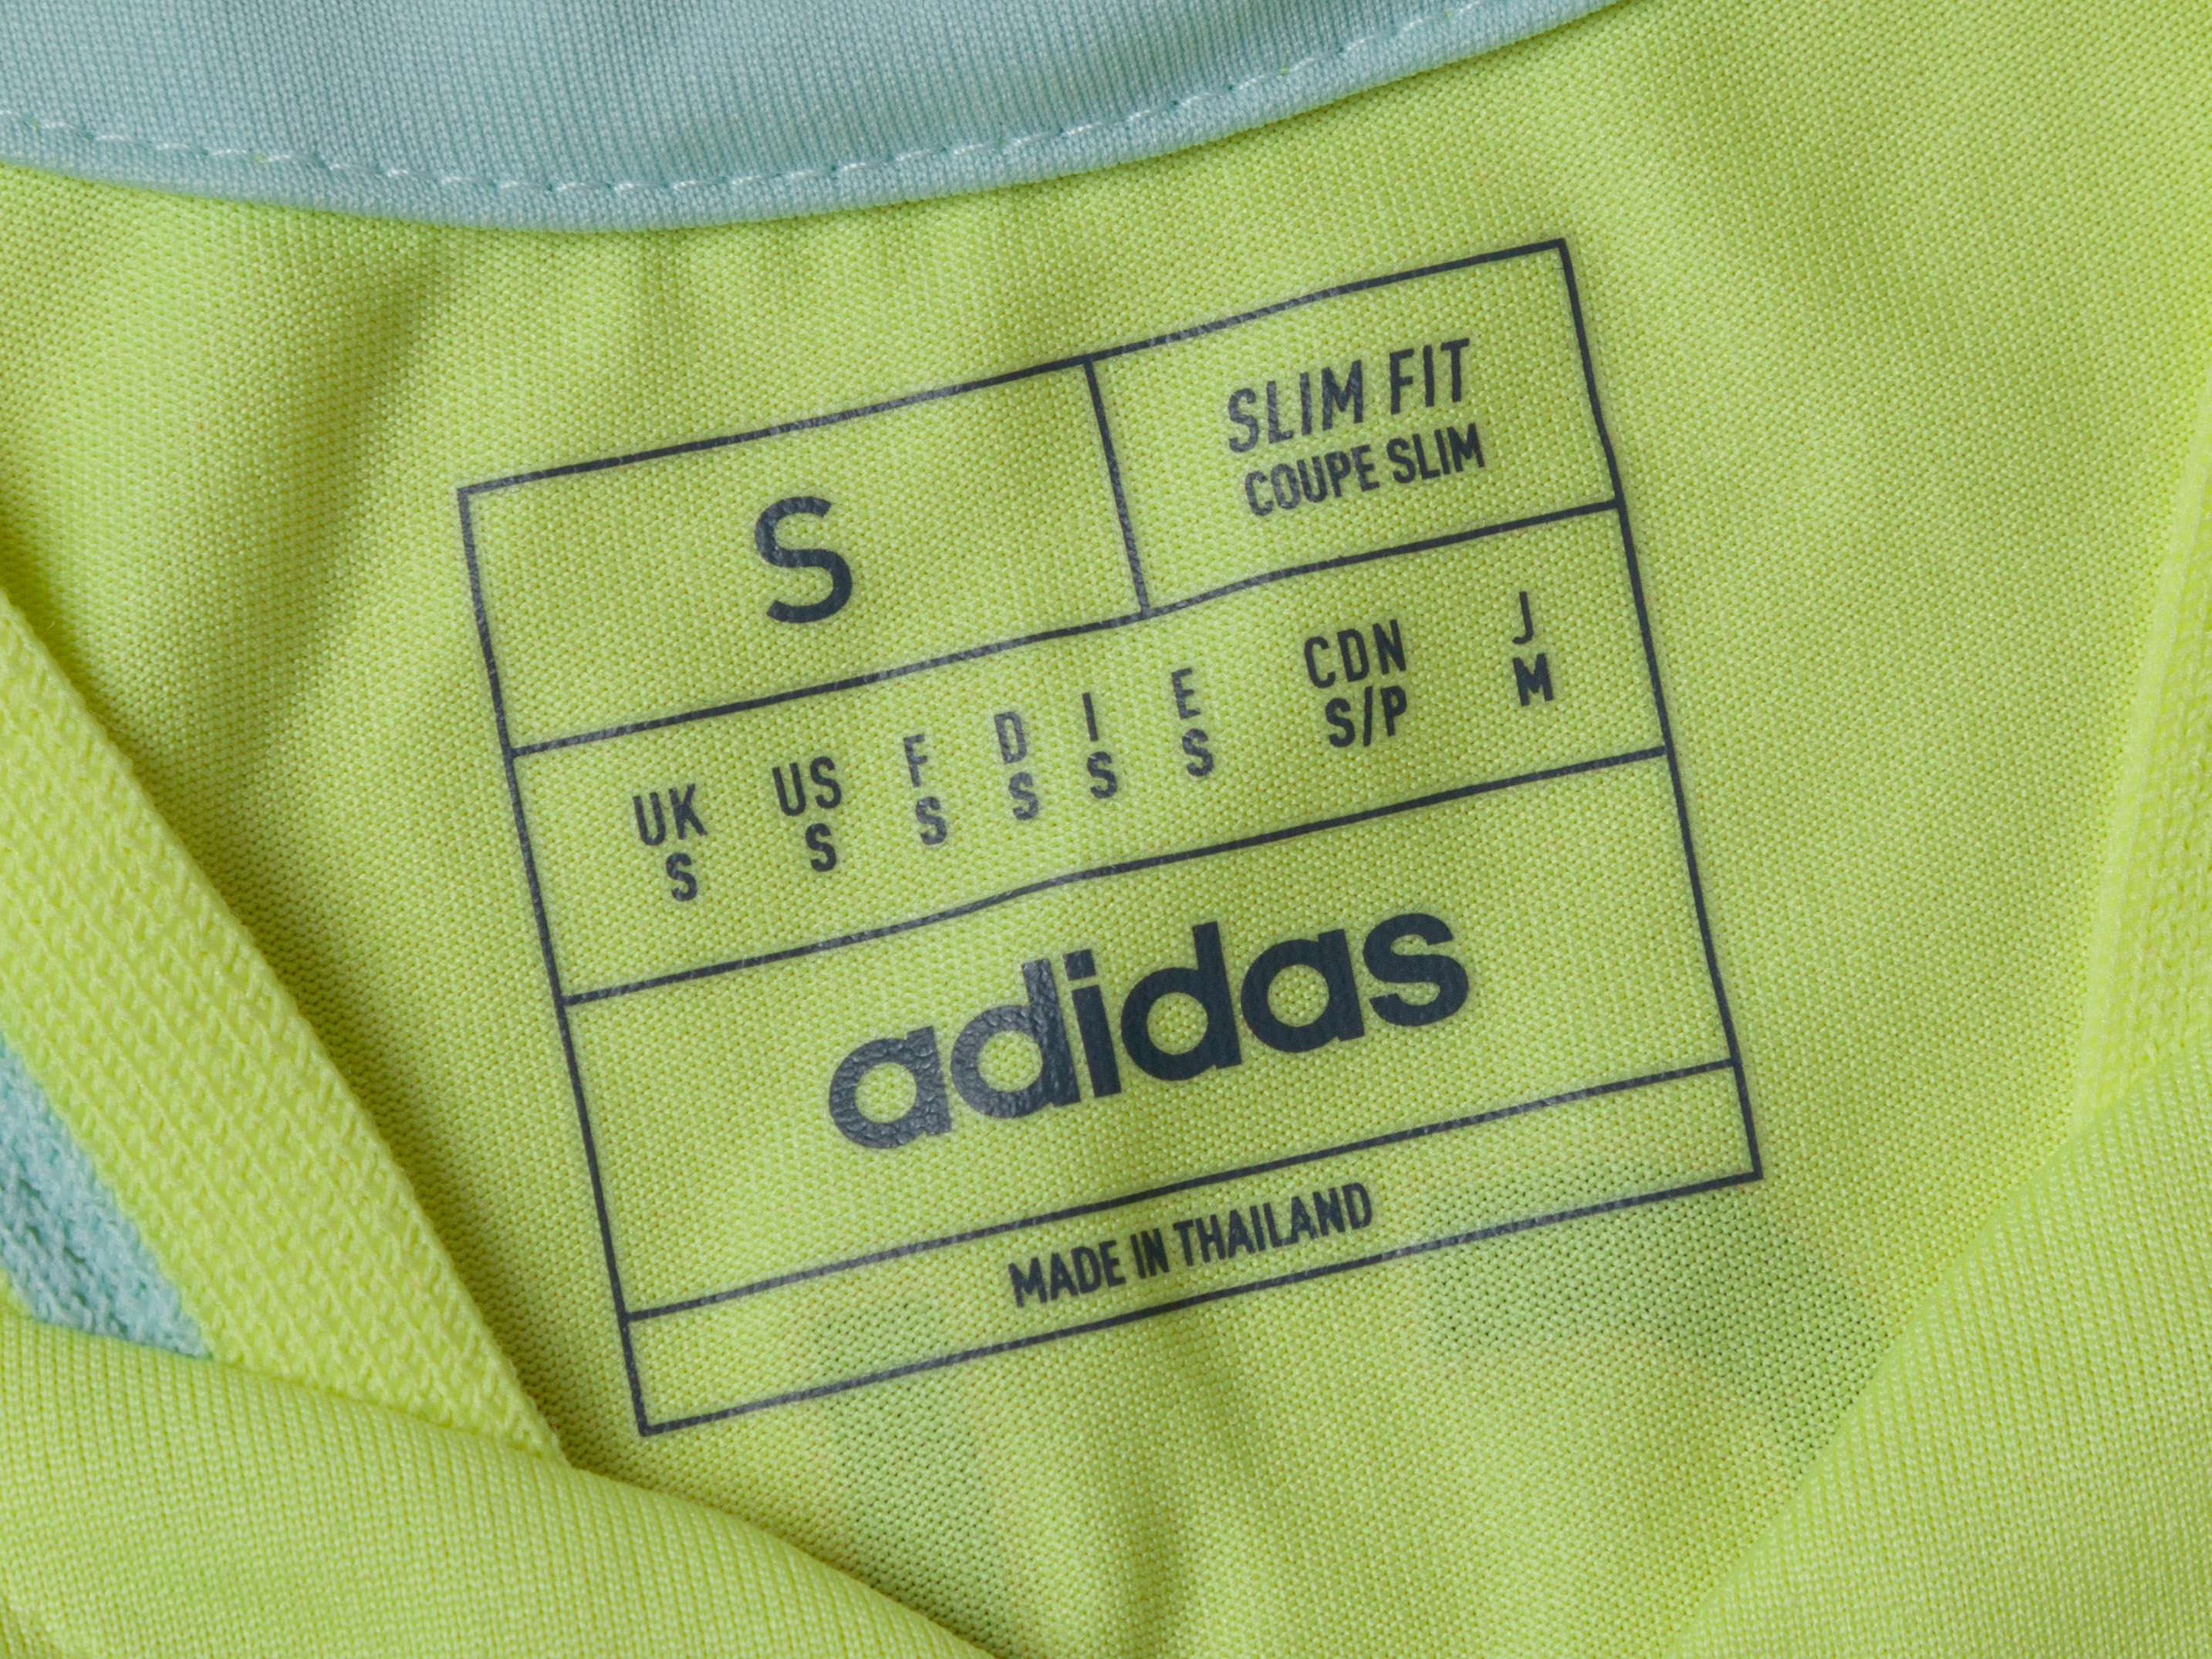 S
SLIM FIT
COUPE SLIM
UK US F D I E CDN J
S S S S S S S/P M
adidas
MADE IN THAILAND